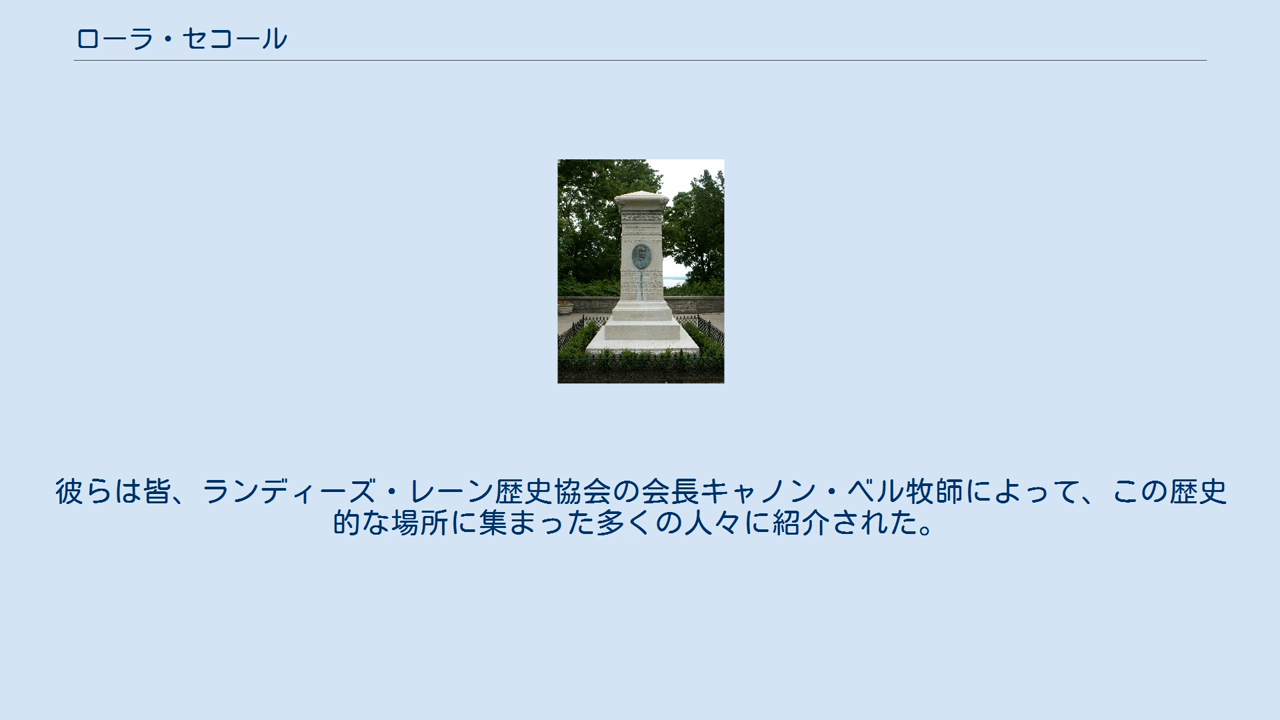 ローラ・セコール
彼らは皆、ランディーズ・レーン歴史協会の会長キャノン・ベル牧師によって、この歴史
的な場所に集まった多くの人々に紹介された。